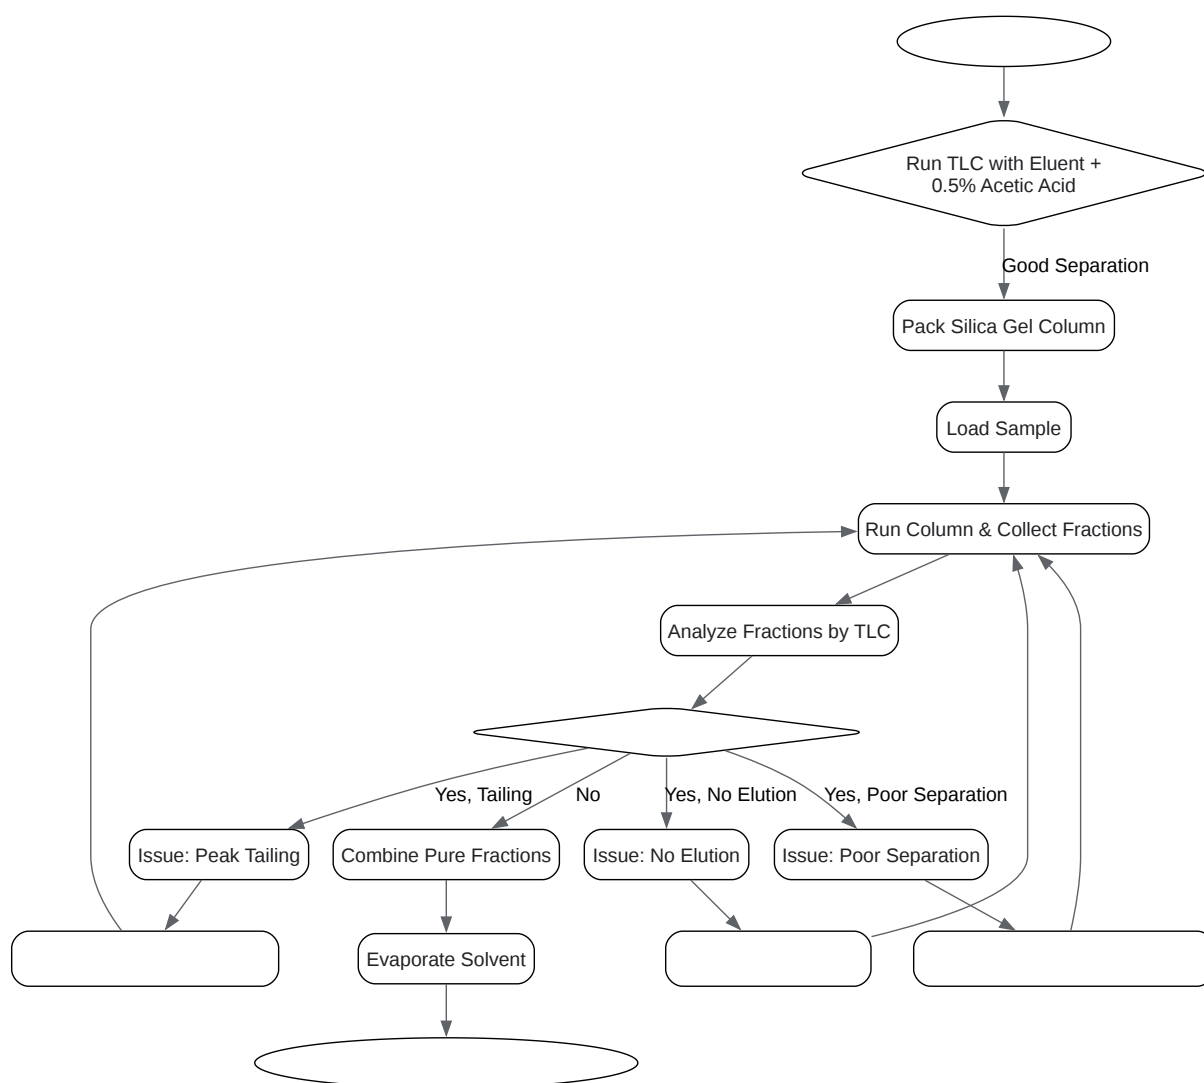 Run TLC with Eluent +
0.5% Acetic Acid
Good Separation
Pack Silica Gel Column
Load Sample
Run Column & Collect Fractions
Analyze Fractions by TLC
Yes, Tailing
No
Yes, No Elution
Yes, Poor Separation
Issue: Peak Tailing
Combine Pure Fractions
Issue: No Elution
Issue: Poor Separation
Evaporate Solvent